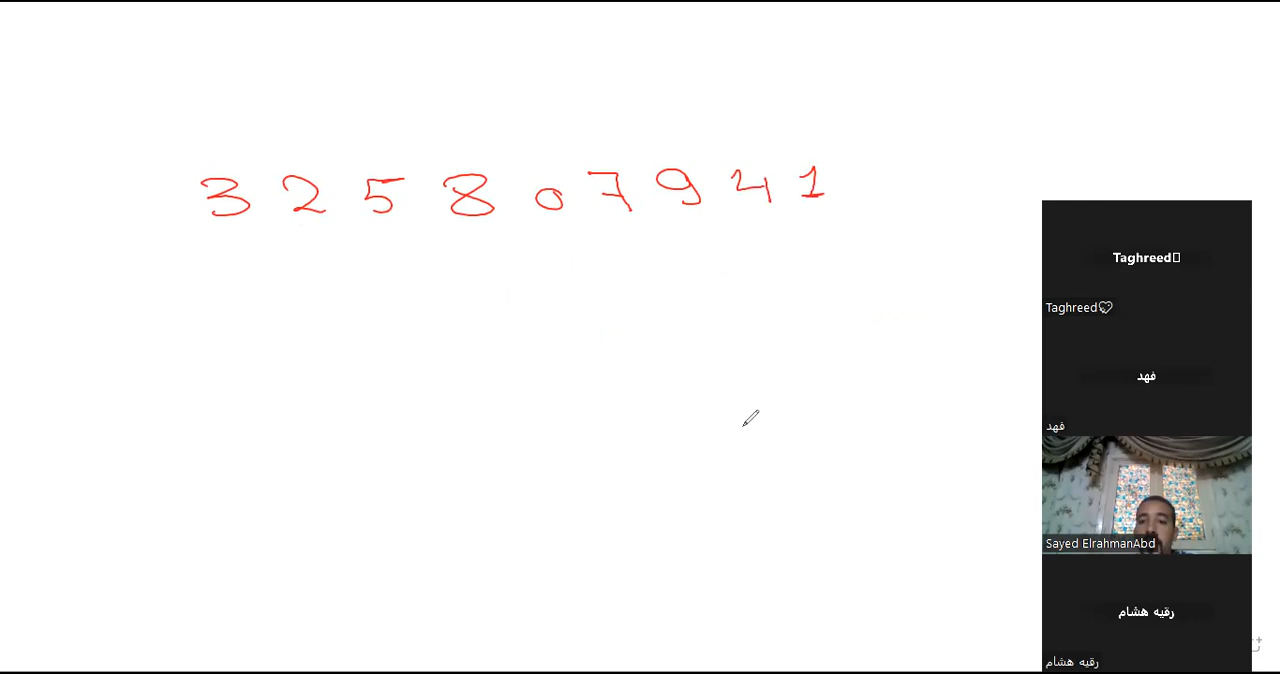 3 2 5 8 0 7 9 4 1
Taghreed
Taghreed♡
فهد
فهد
Sayed ElrahmanAbd
رقيه هشام
رقيه هشام